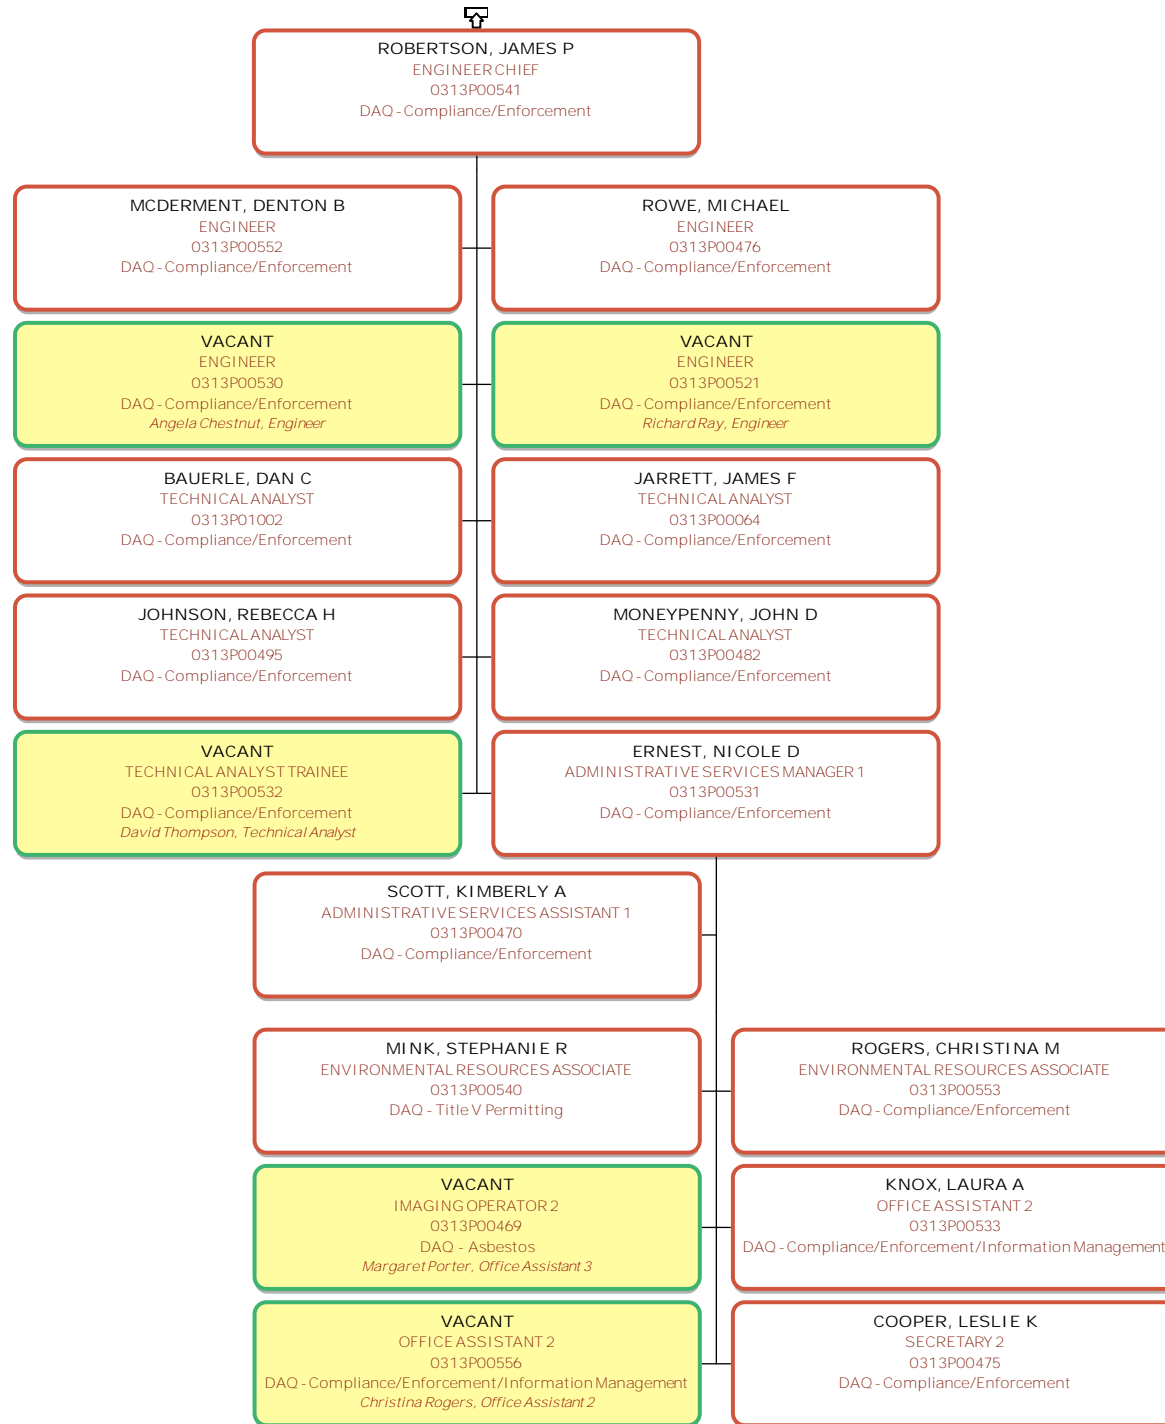 ROBERTSON, JAMES P
ENGINEER CHIEF
0313P00541
DAQ - Compliance/Enforcement
MCDERMENT, DENTON B
ENGINEER
0313P00552
DAQ - Compliance/Enforcement
ROWE, MICHAEL
ENGINEER
0313P00476
DAQ - Compliance/Enforcement
VACANT
ENGINEER
0313P00530
DAQ - Compliance/Enforcement
Angela Chestnut, Engineer
VACANT
ENGINEER
0313P00521
DAQ - Compliance/Enforcement
Richard Ray, Engineer
BAUERLE, DAN C
TECHNICAL ANALYST
0313P01002
DAQ - Compliance/Enforcement
JARRETT, JAMES F
TECHNICAL ANALYST
0313P00064
DAQ - Compliance/Enforcement
JOHNSON, REBECCA H
TECHNICAL ANALYST
0313P00495
DAQ - Compliance/Enforcement
MONEYPENNY, JOHN D
TECHNICAL ANALYST
0313P00482
DAQ - Compliance/Enforcement
VACANT
TECHNICAL ANALYST TRAINEE
0313P00532
DAQ - Compliance/Enforcement
David Thompson, Technical Analyst
ERNEST, NICOLE D
ADMINISTRATIVE SERVICES MANAGER 1
0313P00531
DAQ - Compliance/Enforcement
SCOTT, KIMBERLY A
ADMINISTRATIVE SERVICES ASSISTANT 1
0313P00470
DAQ - Compliance/Enforcement
MINK, STEPHANIE R
ENVIRONMENTAL RESOURCES ASSOCIATE
0313P00540
DAQ - Title V Permitting
ROGERS, CHRISTINA M
ENVIRONMENTAL RESOURCES ASSOCIATE
0313P00553
DAQ - Compliance/Enforcement
VACANT
IMAGING OPERATOR 2
0313P00469
DAQ - Asbestos
Margaret Porter, Office Assistant 3
KNOX, LAURA A
OFFICE ASSISTANT 2
0313P00533
DAQ - Compliance/Enforcement/Information Management
VACANT
OFFICE ASSISTANT 2
0313P00556
DAQ - Compliance/Enforcement/Information Management
Christina Rogers, Office Assistant 2
COOPER, LESLIE K
SECRETARY 2
0313P00475
DAQ - Compliance/Enforcement